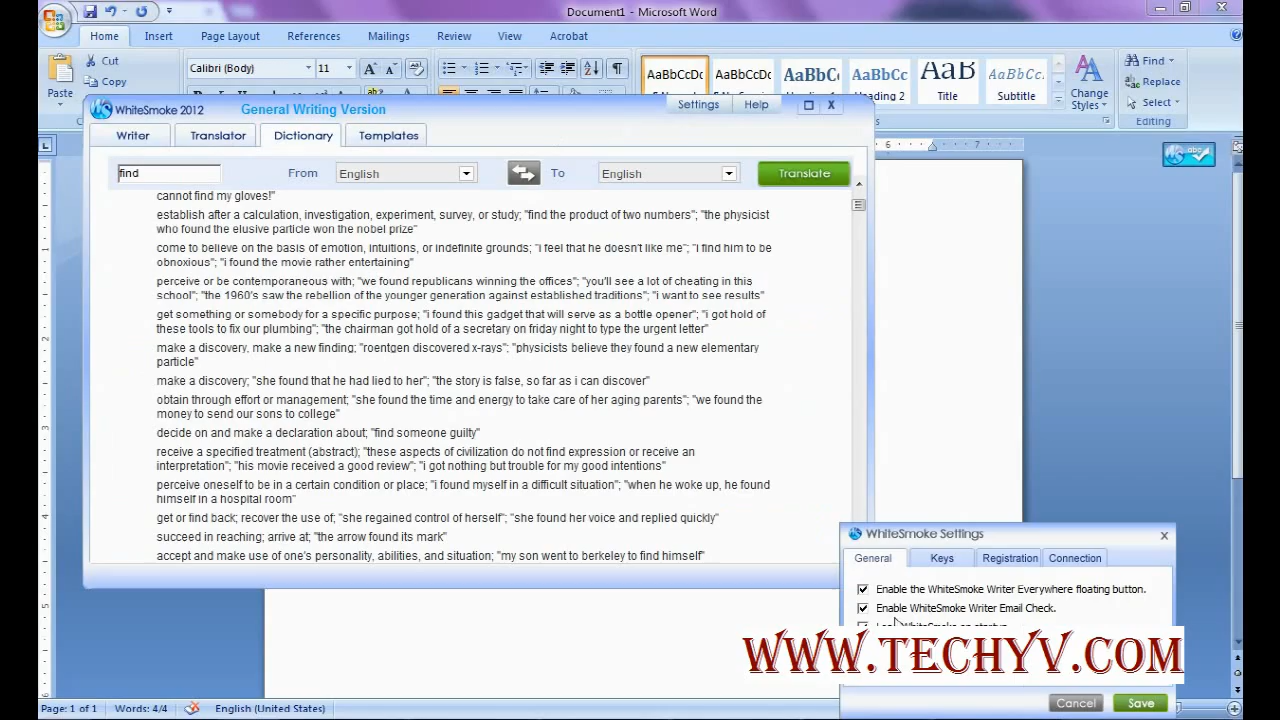 Document1 - Microsoft Word
Home Insert Page Layout References Mailings Review View Acrobat
Cut
Copy
Paste
Calibri (Body) 11
AaBbCcDc AaBbCcDc AaBbC AaBbCc AaB AaBbCc.
Heading 2 Title Subtitle
Change Styles
Find
Replace
Select
Editing
WhiteSmoke 2012 General Writing Version Settings Help X
Writer Translator Dictionary Templates
find From English To English Translate
cannot find my gloves!"
establish after a calculation, investigation, experiment, survey, or study; "find the product of two numbers"; "the physicist
who found the elusive particle won the nobel prize"
come to believe on the basis of emotion, intuitions, or indefinite grounds; "i feel that he doesn't like me"; "i find him to be
obnoxious"; "i found the movie rather entertaining"
perceive or be contemporaneous with; "we found republicans winning the offices"; "you'll see a lot of cheating in this
school"; "the 1960's saw the rebellion of the younger generation against established traditions"; "i want to see results"
get something or somebody for a specific purpose; "i found this gadget that will serve as a bottle opener"; "i got hold of
these tools to fix our plumbing"; "the chairman got hold of a secretary on friday night to type the urgent letter"
make a discovery, make a new finding; "roentgen discovered x-rays"; "physicists believe they found a new elementary
particle"
make a discovery; "she found that he had lied to her"; "the story is false, so far as i can discover"
obtain through effort or management; "she found the time and energy to take care of her aging parents"; "we found the
money to send our sons to college"
decide on and make a declaration about; "find someone guilty"
receive a specified treatment (abstract); "these aspects of civilization do not find expression or receive an
interpretation"; "his movie received a good review"; "i got nothing but trouble for my good intentions"
perceive oneself to be in a certain condition or place; "i found myself in a difficult situation"; "when he woke up, he found
himself in a hospital room"
get or find back; recover the use of; "she regained control of herself"; "she found her voice and replied quickly"
succeed in reaching; arrive at; "the arrow found its mark"
accept and make use of one's personality, abilities, and situation; "my son went to berkeley to find himself"
6 7
abc
1
2
3
4
5
6
WhiteSmoke Settings x
General Keys Registration Connection
Enable the WhiteSmoke Writer Everywhere floating button.
Enable WhiteSmoke Writer Email Check.
WWW.TECHYV.COM
Cancel Save
Page: 1 of 1 Words: 4/4 English (United States)